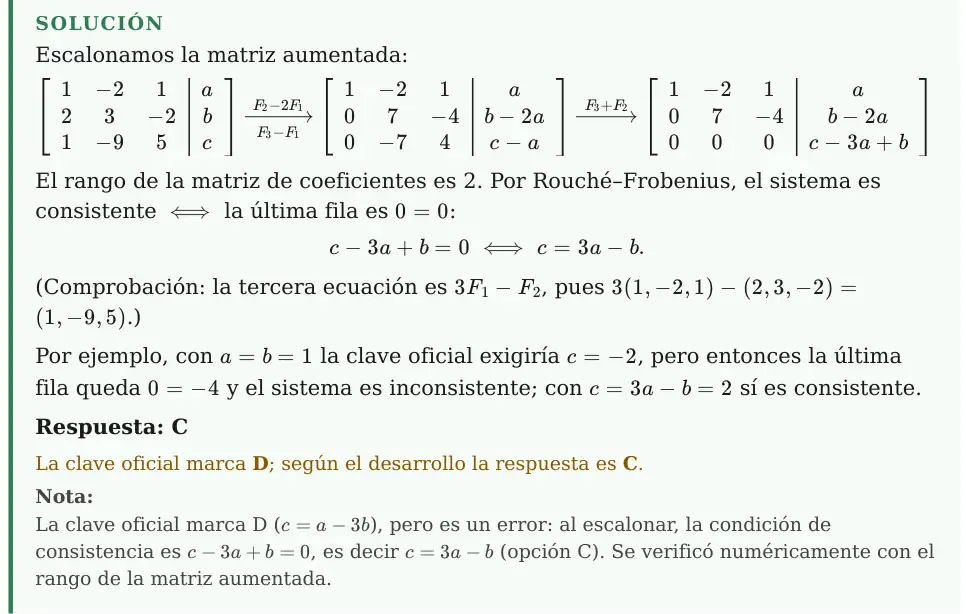 SOLUCIÓN
Escalonamos la matriz aumentada:
[ 1 −2 1 | a ] [ 1 −2 1 | a ] [ 1 −2 1 | a ]
[ 2 3 −2 | b ] F₂−2F₁ → F₃−F₁ [ 0 7 −4 | b − 2a ] F₃+F₂ → [ 0 7 −4 | b − 2a ]
[ 1 −9 5 | c ] [ 0 −7 4 | c − a ] [ 0 0 0 | c − 3a + b ]
El rango de la matriz de coeficientes es 2. Por Rouché–Frobenius, el sistema es
consistente ⟺ la última fila es 0 = 0:
c − 3a + b = 0 ⟺ c = 3a − b.
(Comprobación: la tercera ecuación es 3F₁ − F₂, pues 3(1, −2, 1) − (2, 3, −2) =
(1, −9, 5).)
Por ejemplo, con a = b = 1 la clave oficial exigiría c = −2, pero entonces la última
fila queda 0 = −4 y el sistema es inconsistente; con c = 3a − b = 2 sí es consistente.
Respuesta: C
La clave oficial marca D; según el desarrollo la respuesta es C.
Nota:
La clave oficial marca D (c = a − 3b), pero es un error: al escalonar, la condición de
consistencia es c − 3a + b = 0, es decir c = 3a − b (opción C). Se verificó numéricamente con el
rango de la matriz aumentada.